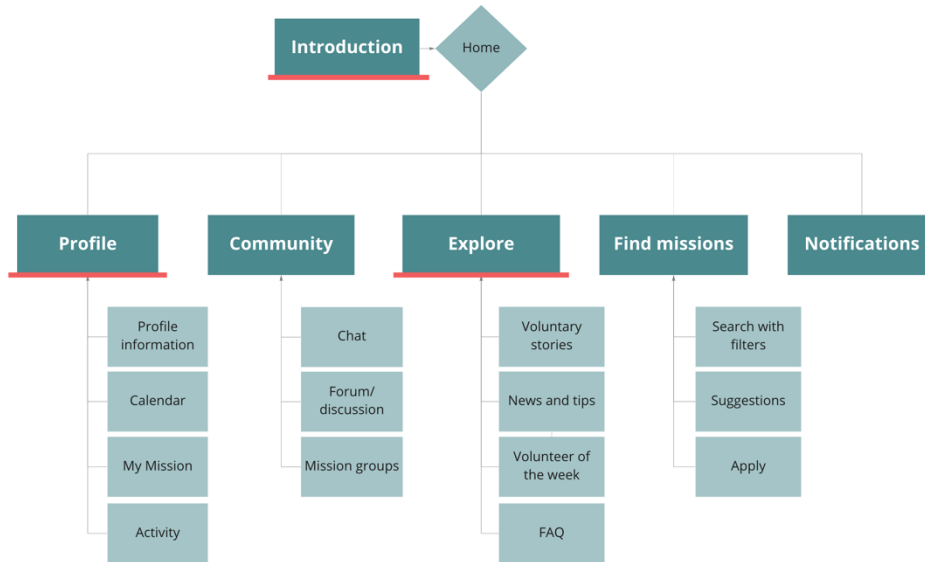 Introduction
Home
Profile
Community
Explore
Find missions
Notifications
Profile
information
Calendar
My Mission
Activity
Chat
Forum/
discussion
Mission groups
Voluntary
stories
News and tips
Volunteer of
the week
FAQ
Search with
filters
Suggestions
Apply